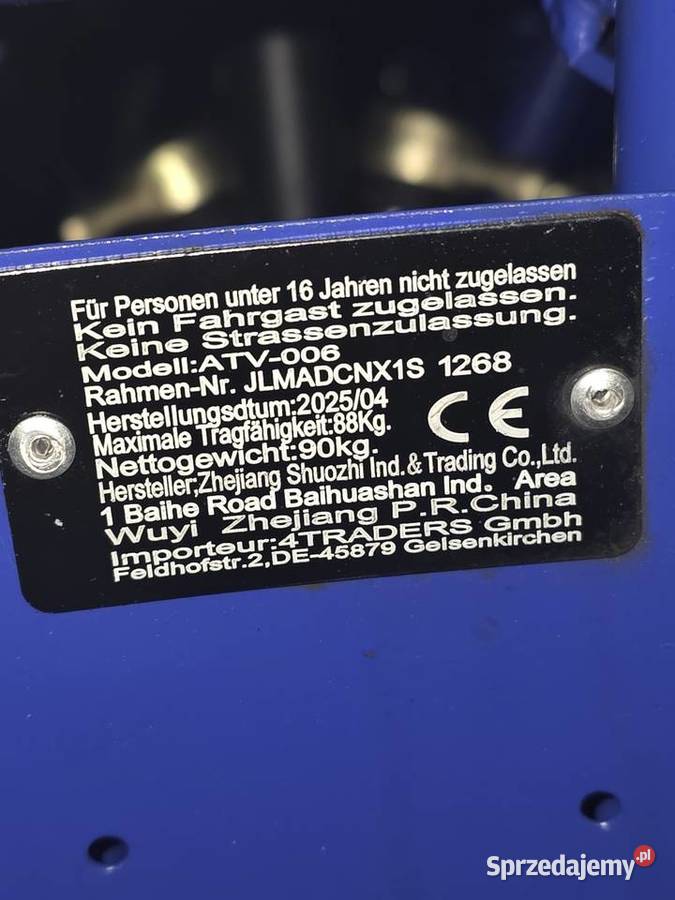 Für Personen unter 16 Jahren nicht zugelassen
Kein Fahrgast zugelassen.
Keine Strassenzulassung.
Modell:ATV-006
Rahmen-Nr. JLMADCNX1S 1268
Herstellungsdtum:2025/04
Maximale Tragfähigkeit:88Kg.
Nettogewicht:90kg.
CE
Hersteller;Zhejiang Shuozhi Ind.&Trading Co.,Ltd.
1 Baihe Road Baihuashan Ind. Area
Wuyi Zhejiang P.R.China
Importeur:4TRADERS Gmbh
Feldhofstr.2,DE-45879 Gelsenkirchen
Sprzedajemy.pl